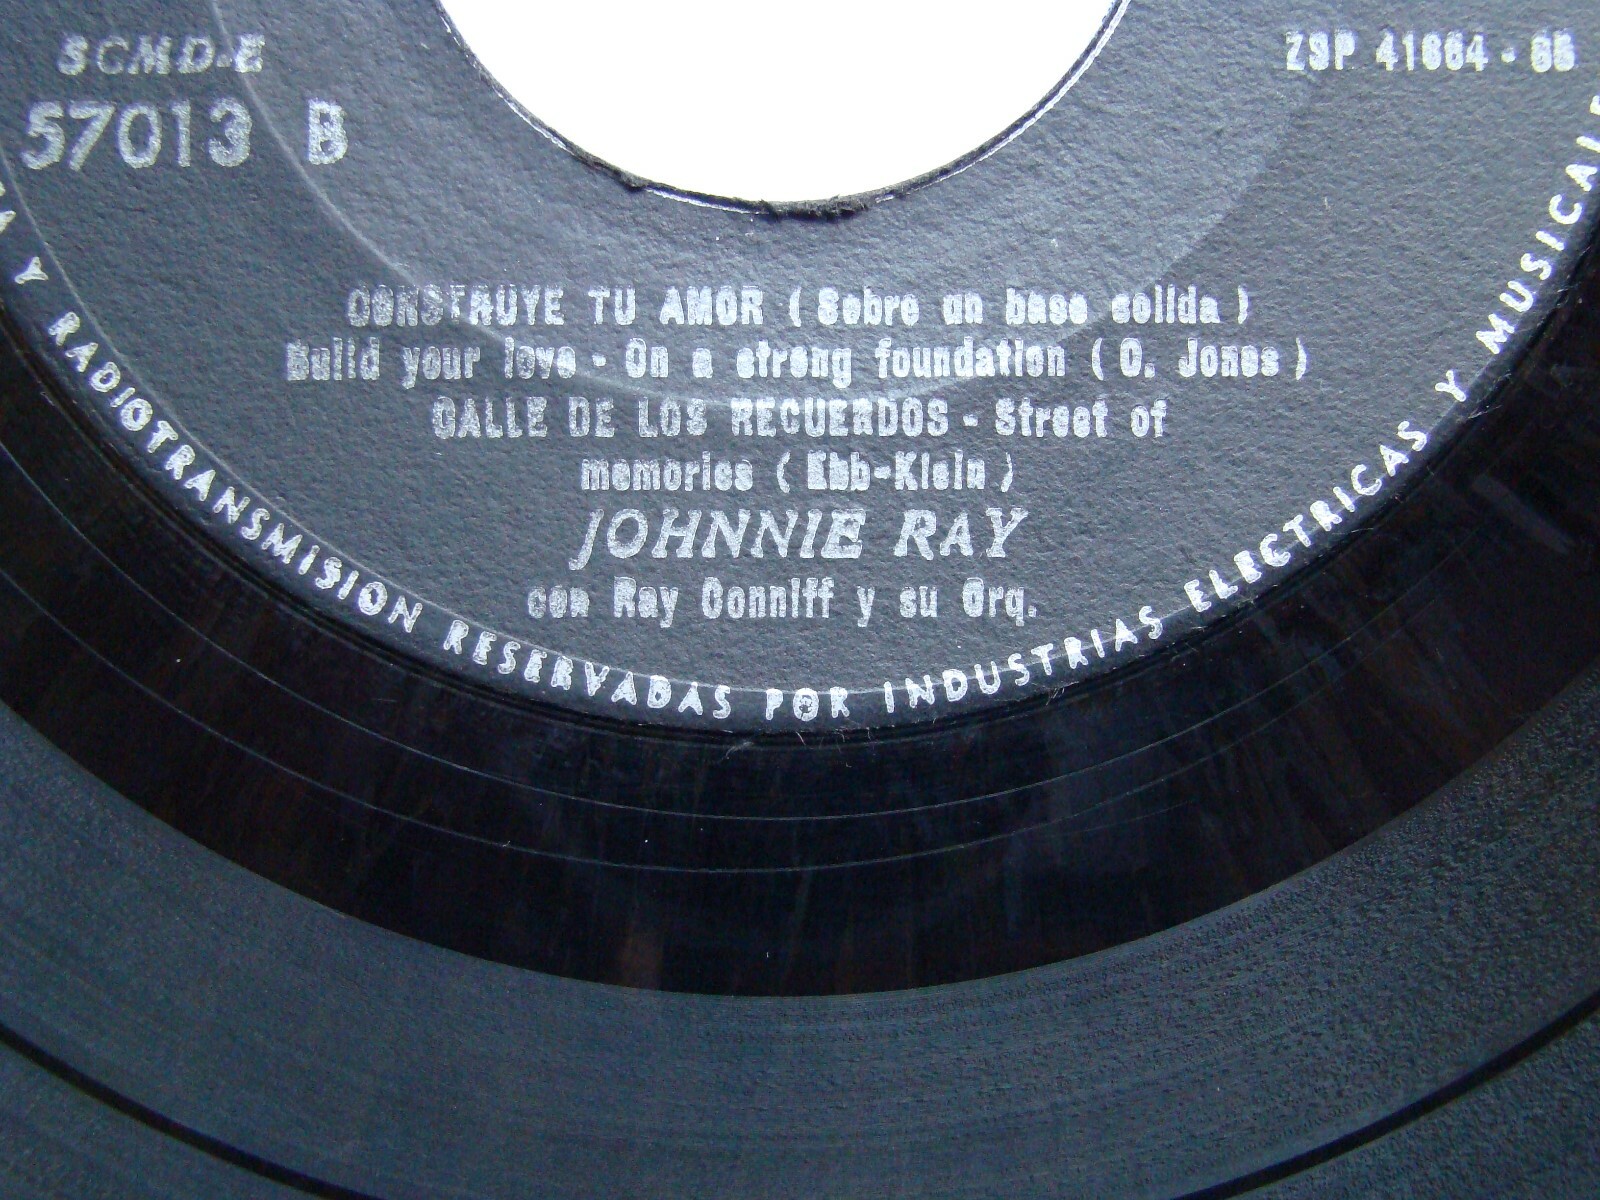 SCMD-E
57013 B
ZSP 41664 - 65
CONSTRUYE TU AMOR ( Sobre un base solida )
Build your love - On a strong foundation ( O. Jones )
CALLE DE LOS RECUERDOS - Street of
memories ( Ebb-Klein )
JOHNNIE RAY
con Ray Conniff y su Orq.
Y RADIOTRANSMISION RESERVADAS POR INDUSTRIAS ELECTRICAS Y MUSICALE